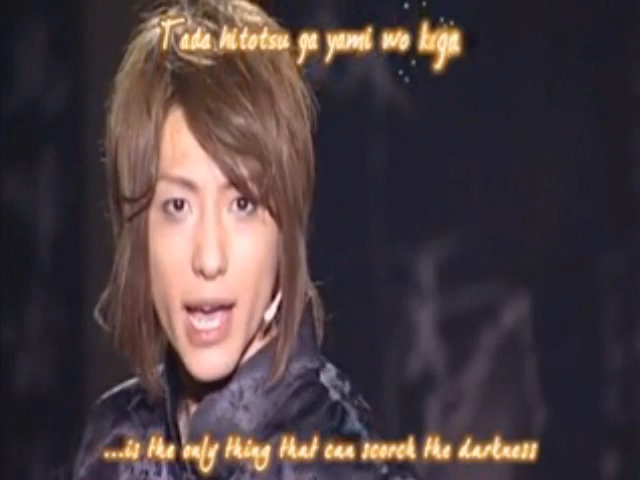 Tada hitotsu ga yami wo koga
...is the only thing that can scorch the darkness